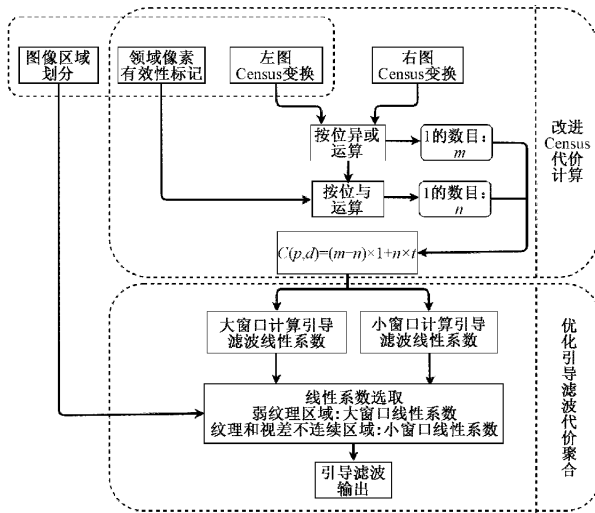 图像区域
划分
领域像素
有效性标记
左图
Census变换
右图
Census变换
按位异或
运算
1的数目:
m
按位与
运算
1的数目:
n
C(p,d)=(m−n)×1+n×t
改进
Census
代价
计算
大窗口计算引导
滤波线性系数
小窗口计算引导
滤波线性系数
线性系数选取
弱纹理区域:大窗口线性系数
纹理和视差不连续区域:小窗口线性系数
引导滤波
输出
优化引导滤波代价聚合